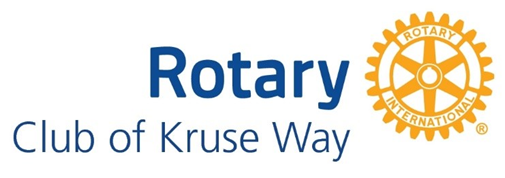 Rotary
Club of Kruse Way
ROTARY
INTERNATIONAL
®